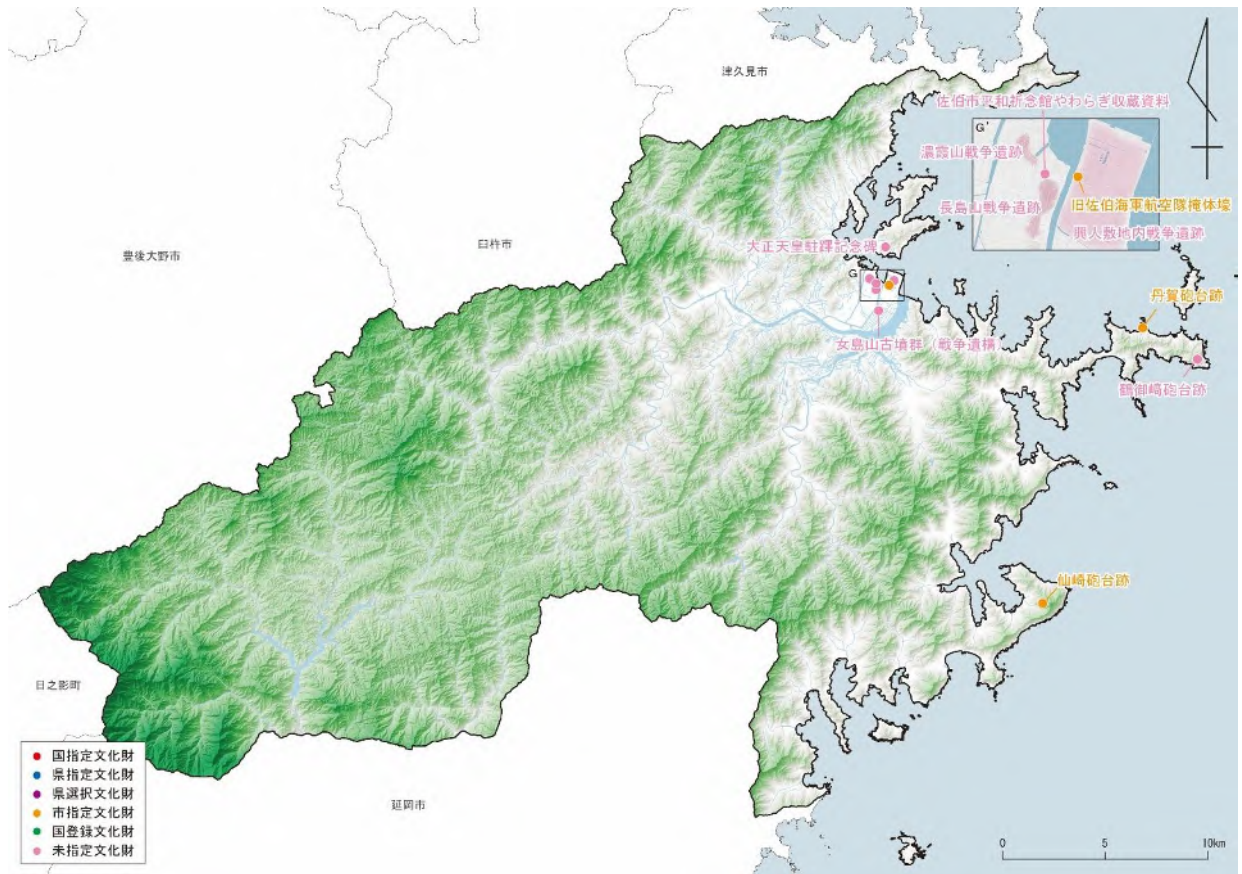 津久見市
佐伯市平和祈念館やわらぎ収蔵資料
G'
濃霞山戦争遺跡
長島山戦争遺跡
旧佐伯海軍航空隊掩体壕
興人敷地内戦争遺跡
臼杵市
豊後大野市
大正天皇駐蹕記念碑
G
丹賀砲台跡
女島山古墳群(戦争遺構
鶴御崎砲台跡
仙崎砲台跡
日之影町
延岡市
国指定文化財
県指定文化財
県選択文化財
市指定文化財
国登録文化財
未指定文化財
0 5 10km